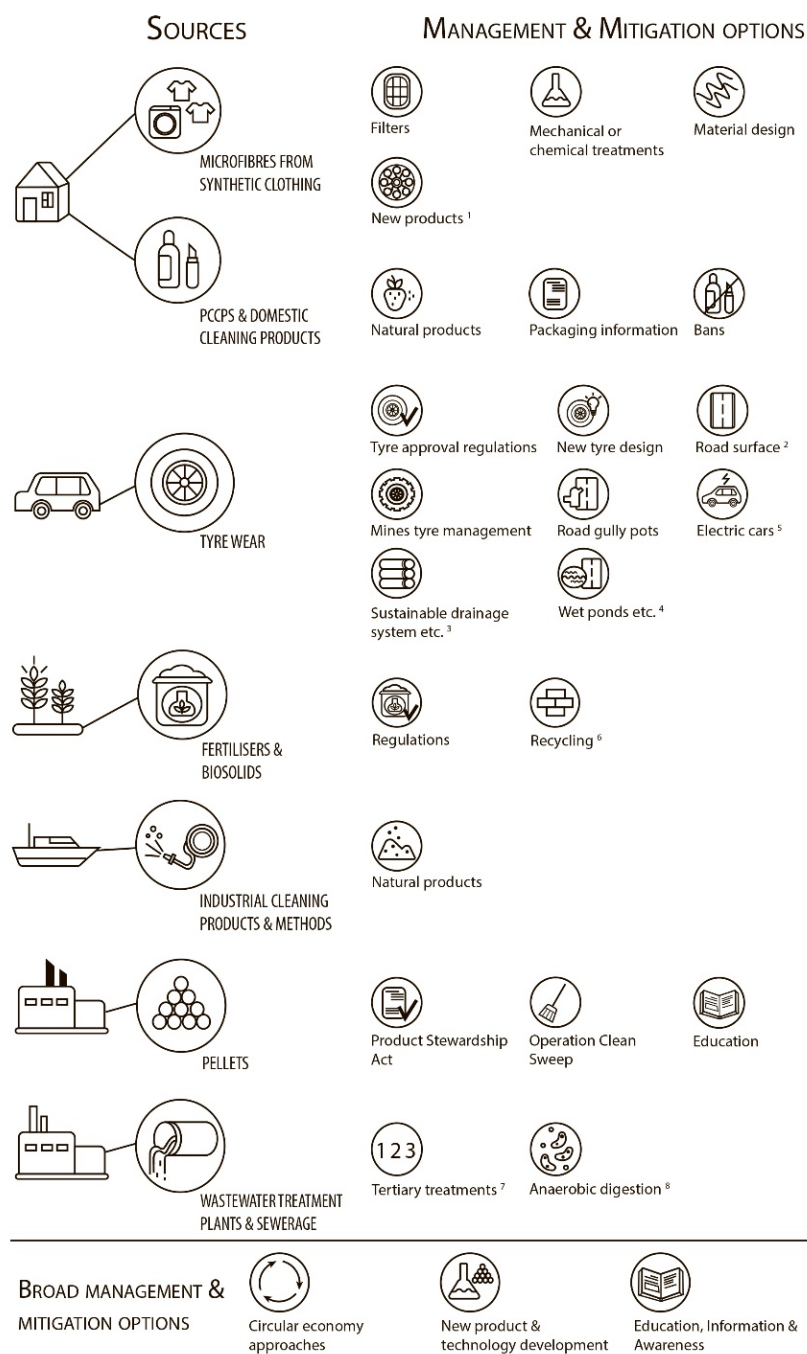 SOURCES
MANAGEMENT & MITIGATION OPTIONS
MICROFIBRES FROM
SYNTHETIC CLOTHING
Filters
Mechanical or
chemical treatments
Material design
New products 1
PCCPS & DOMESTIC
CLEANING PRODUCTS
Natural products
Packaging information
Bans
TYRE WEAR
Tyre approval regulations
New tyre design
Road surface 2
Mines tyre management
Road gully pots
Electric cars 5
Sustainable drainage
system etc. 3
Wet ponds etc. 4
FERTILISERS &
BIOSOLIDS
Regulations
Recycling 6
INDUSTRIAL CLEANING
PRODUCTS & METHODS
Natural products
PELLETS
Product Stewardship
Act
Operation Clean
Sweep
Education
WASTEWATER TREATMENT
PLANTS & SEWERAGE
1 2 3
Tertiary treatments 7
Anaerobic digestion 8
BROAD MANAGEMENT &
MITIGATION OPTIONS
Circular economy
approaches
New product &
technology development
Education, Information &
Awareness